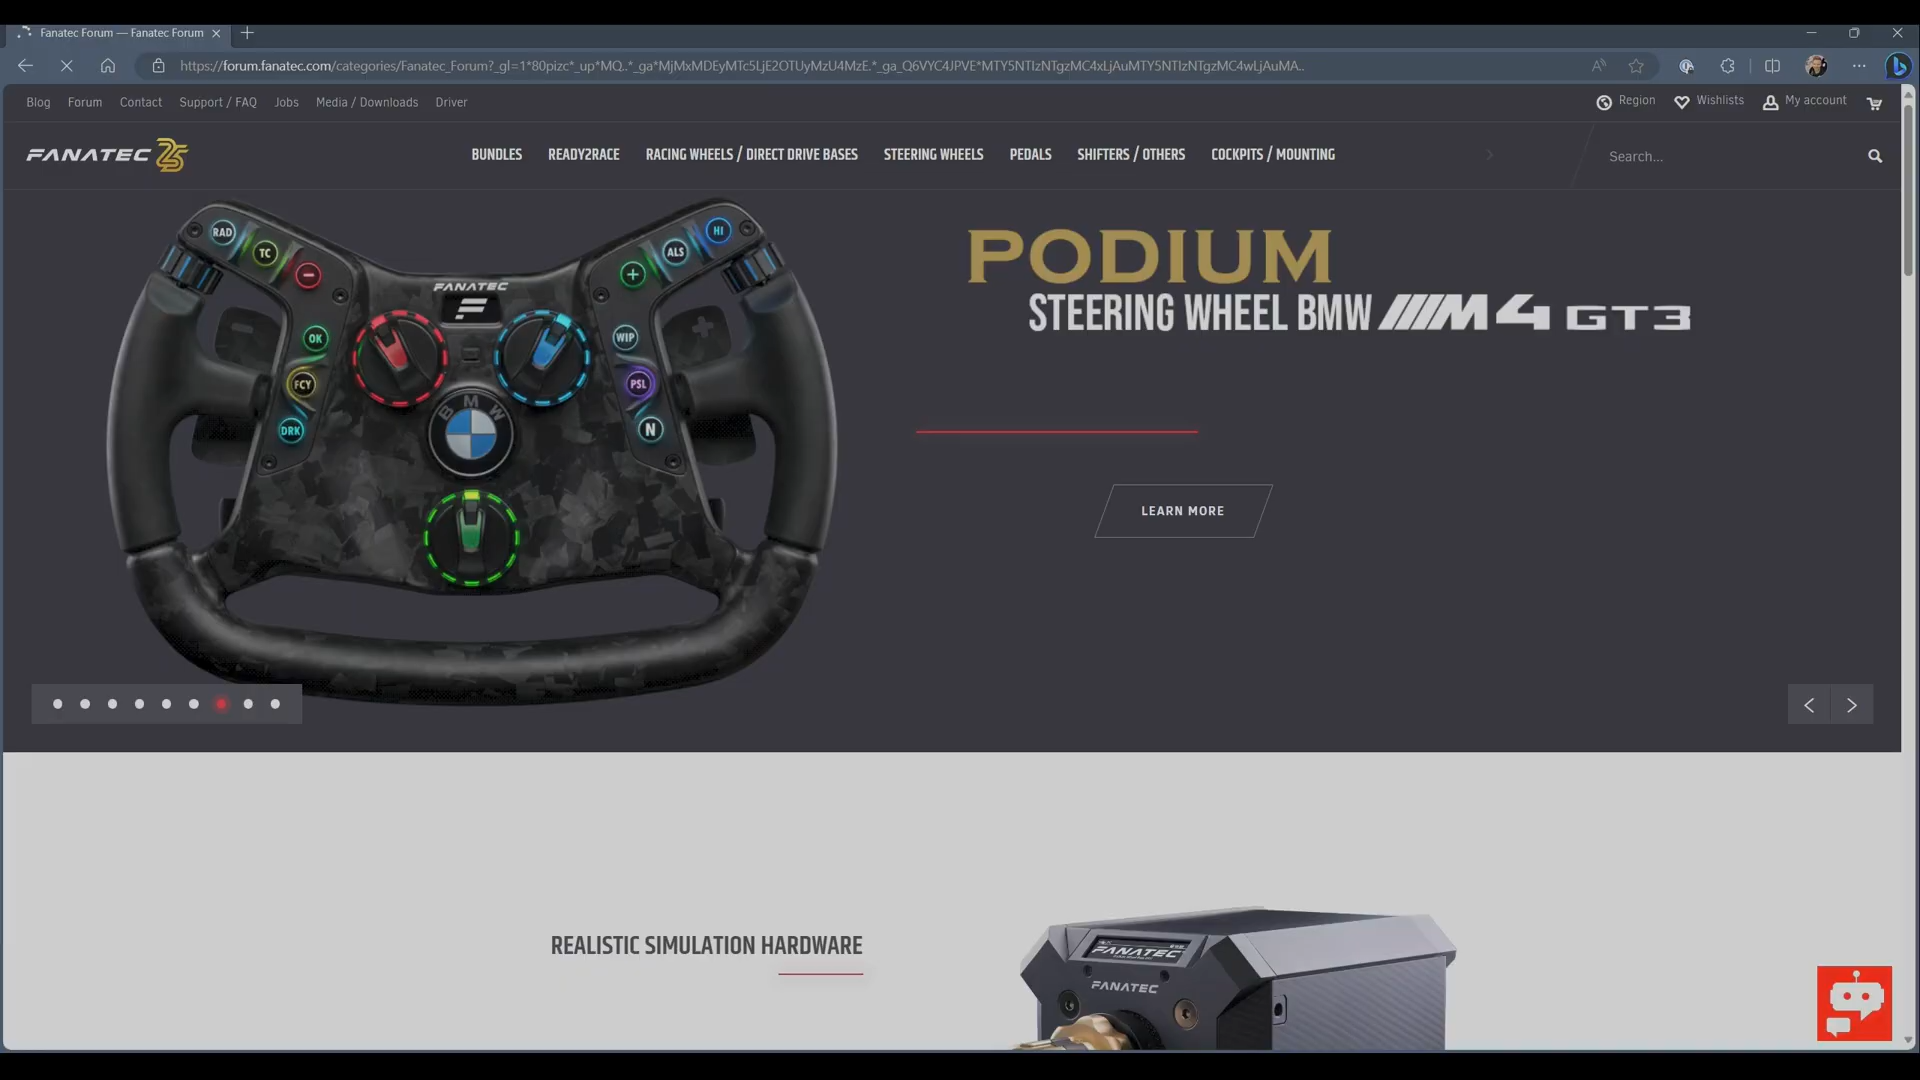 Fanatec Forum — Fanatec Forum
https://forum.fanatec.com/categories/Fanatec_Forum?_gl=1*80pizc*_up*MQ..*_ga*MjMxMDEyMTc5LjE2OTUyMzU4MzE.*_ga_Q6VYC4JPVE*MTY5NTIzNTgzMC4xLjAuMTY5NTIzNTgzMC4wLjAuMA..
Blog Forum Contact Support / FAQ Jobs Media / Downloads Driver
Region Wishlists My account
FANATEC 25
BUNDLES READY2RACE RACING WHEELS / DIRECT DRIVE BASES STEERING WHEELS PEDALS SHIFTERS / OTHERS COCKPITS / MOUNTING
Search...
RAD
TC
−
OK
FCY
DRK
FANATEC
BMW
HI
ALS
+
WIP
PSL
N
PODIUM
STEERING WHEEL BMW M4 GT3
LEARN MORE
REALISTIC SIMULATION HARDWARE
FANATEC
FANATEC